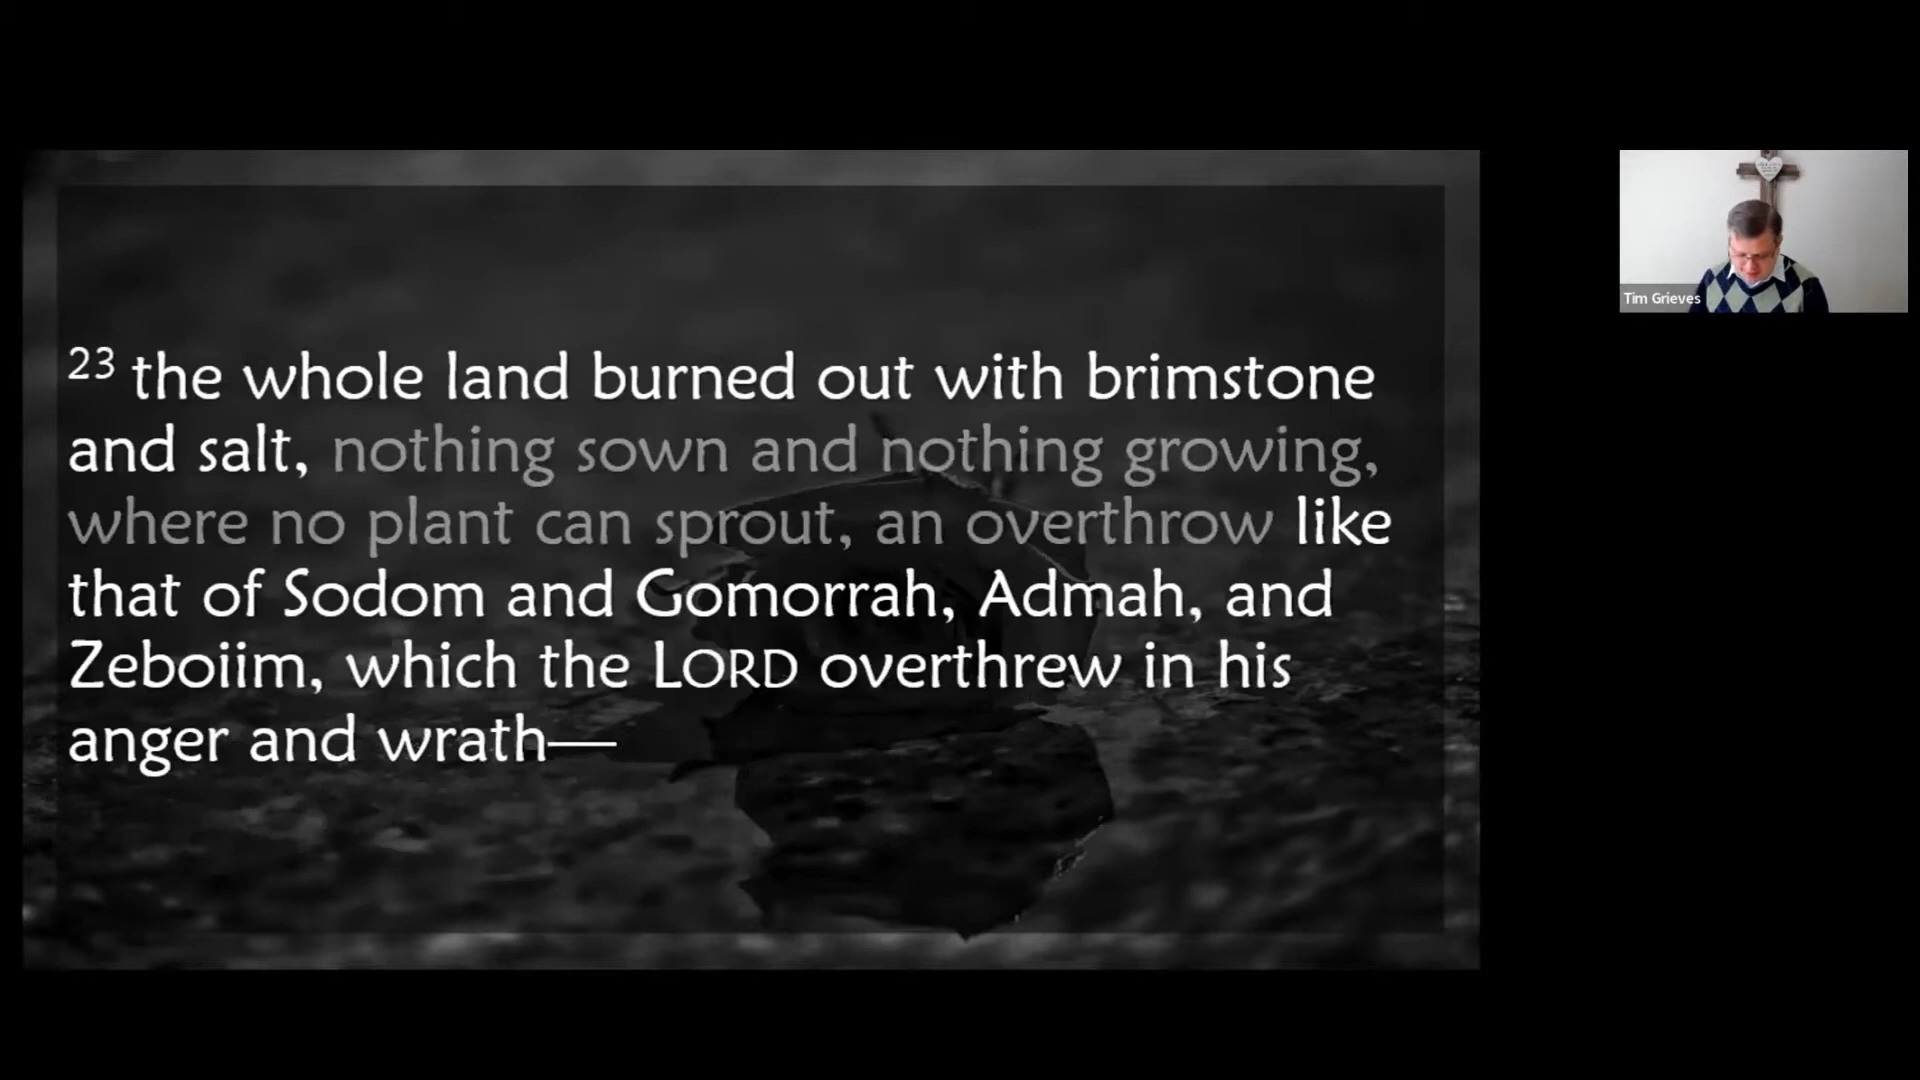 23 the whole land burned out with brimstone
and salt, nothing sown and nothing growing,
where no plant can sprout, an overthrow like
that of Sodom and Gomorrah, Admah, and
Zeboiim, which the LORD overthrew in his
anger and wrath—
Tim Grieves